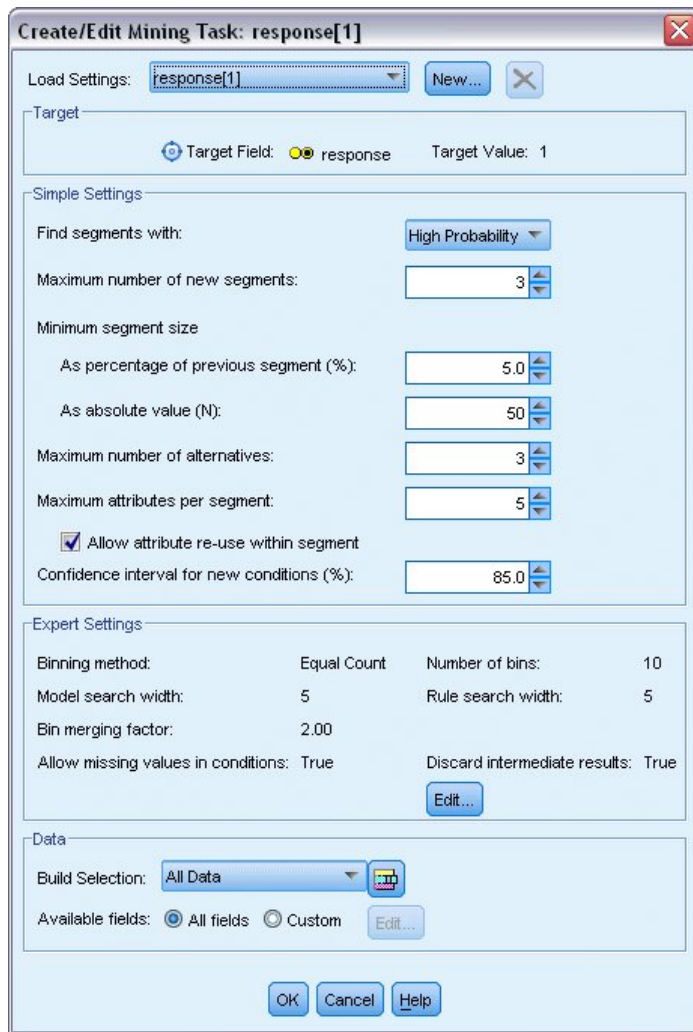 Create/Edit Mining Task: response[1]
Load Settings: response[1] New...
Target
Target Field: response Target Value: 1
Simple Settings
Find segments with: High Probability
Maximum number of new segments: 3
Minimum segment size
As percentage of previous segment (%): 5.0
As absolute value (N): 50
Maximum number of alternatives: 3
Maximum attributes per segment: 5
Allow attribute re-use within segment
Confidence interval for new conditions (%): 85.0
Expert Settings
Binning method: Equal Count Number of bins: 10
Model search width: 5 Rule search width: 5
Bin merging factor: 2.00
Allow missing values in conditions: True Discard intermediate results: True
Edit...
Data
Build Selection: All Data
Available fields: All fields Custom Edit...
OK Cancel Help